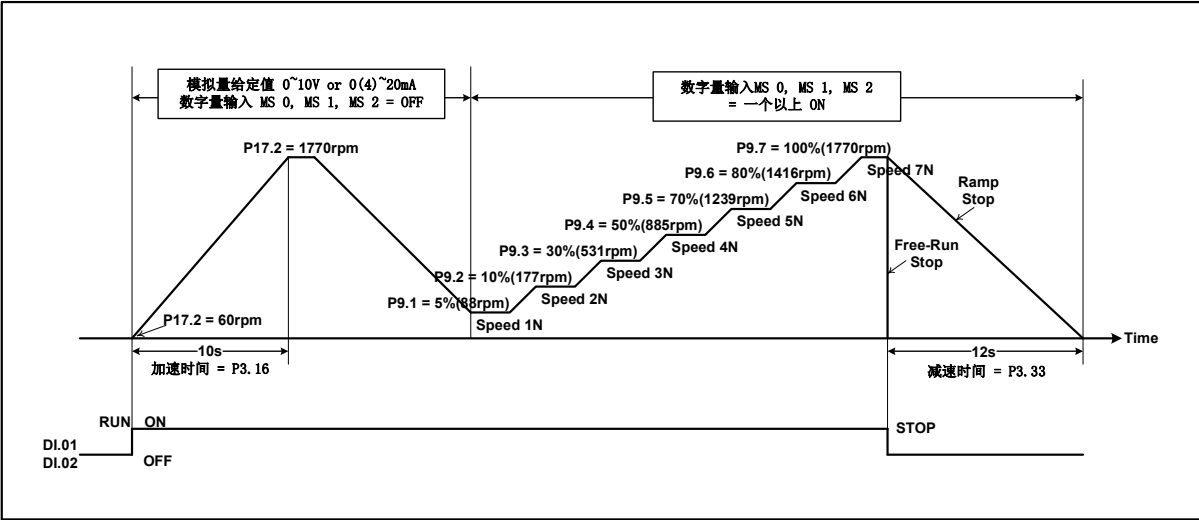 模拟量给定值 0~10V or 0(4)~20mA
数字量输入 MS 0, MS 1, MS 2 = OFF
数字量输入MS 0, MS 1, MS 2
= 一个以上 ON
P17.2 = 1770rpm
P9.7 = 100%(1770rpm)
Speed 7N
P9.6 = 80%(1416rpm)
Speed 6N
P9.5 = 70%(1239rpm)
Speed 5N
P9.4 = 50%(885rpm)
Speed 4N
P9.3 = 30%(531rpm)
Speed 3N
P9.2 = 10%(177rpm)
Speed 2N
P9.1 = 5%(88rpm)
Speed 1N
Ramp
Stop
Free-Run
Stop
P17.2 = 60rpm
Time
10s
加速时间 = P3.16
12s
减速时间 = P3.33
RUN
ON
STOP
DI.01
DI.02
OFF